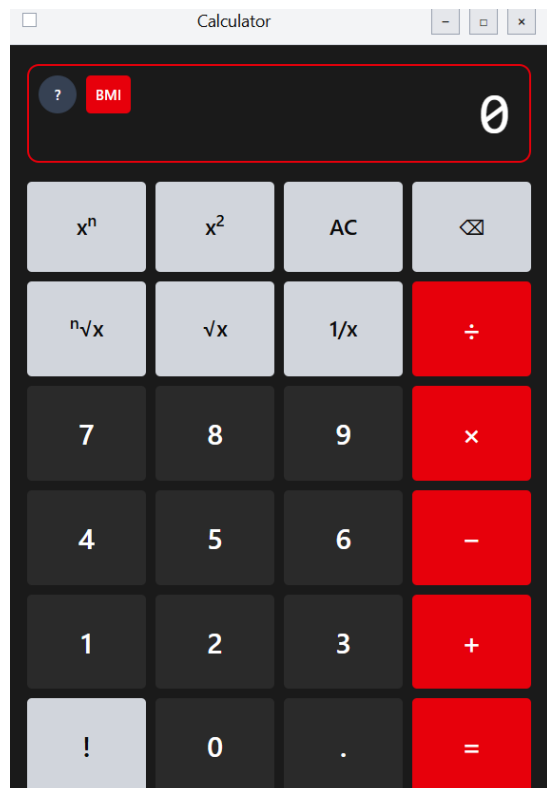 Calculator
? BMI
0
xⁿ x² AC ⌫
ⁿ√x √x 1/x ÷
7 8 9 ×
4 5 6 −
1 2 3 +
! 0 . =